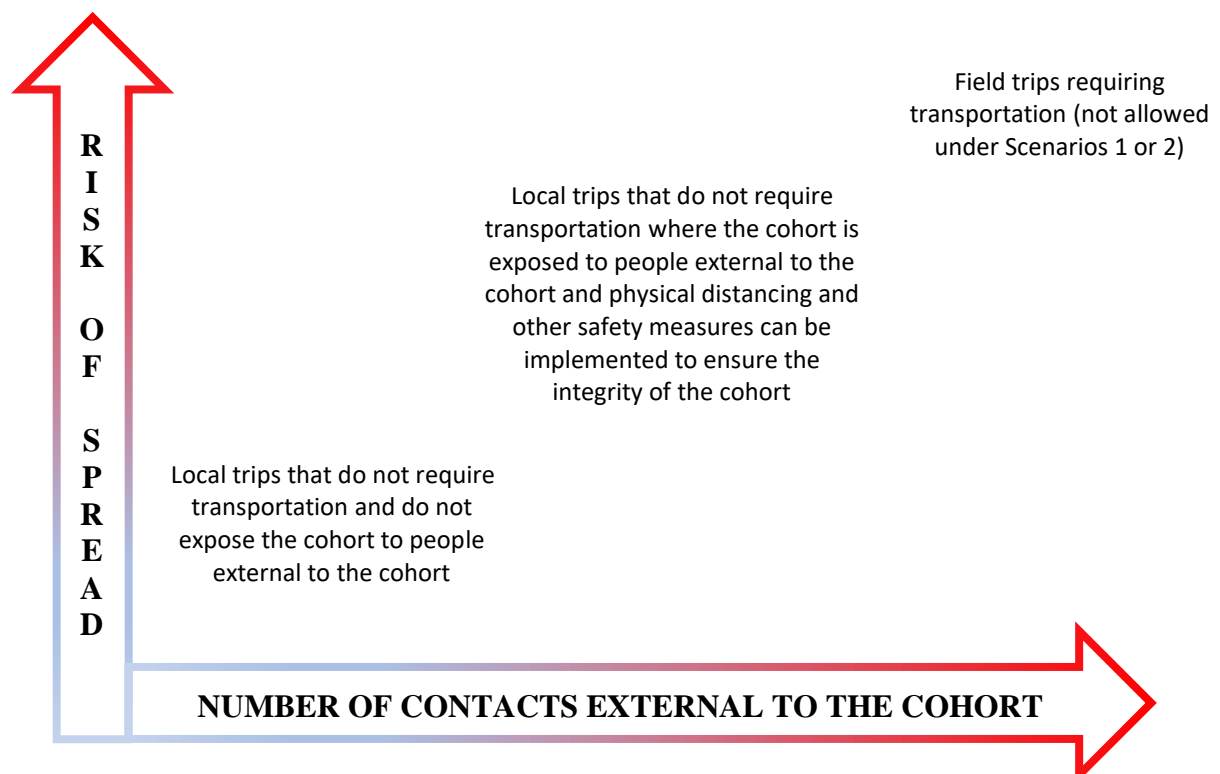 RISK OF SPREAD
Field trips requiring
transportation (not allowed
under Scenarios 1 or 2)
Local trips that do not require
transportation where the cohort is
exposed to people external to the
cohort and physical distancing and
other safety measures can be
implemented to ensure the
integrity of the cohort
Local trips that do not require
transportation and do not
expose the cohort to people
external to the cohort
NUMBER OF CONTACTS EXTERNAL TO THE COHORT